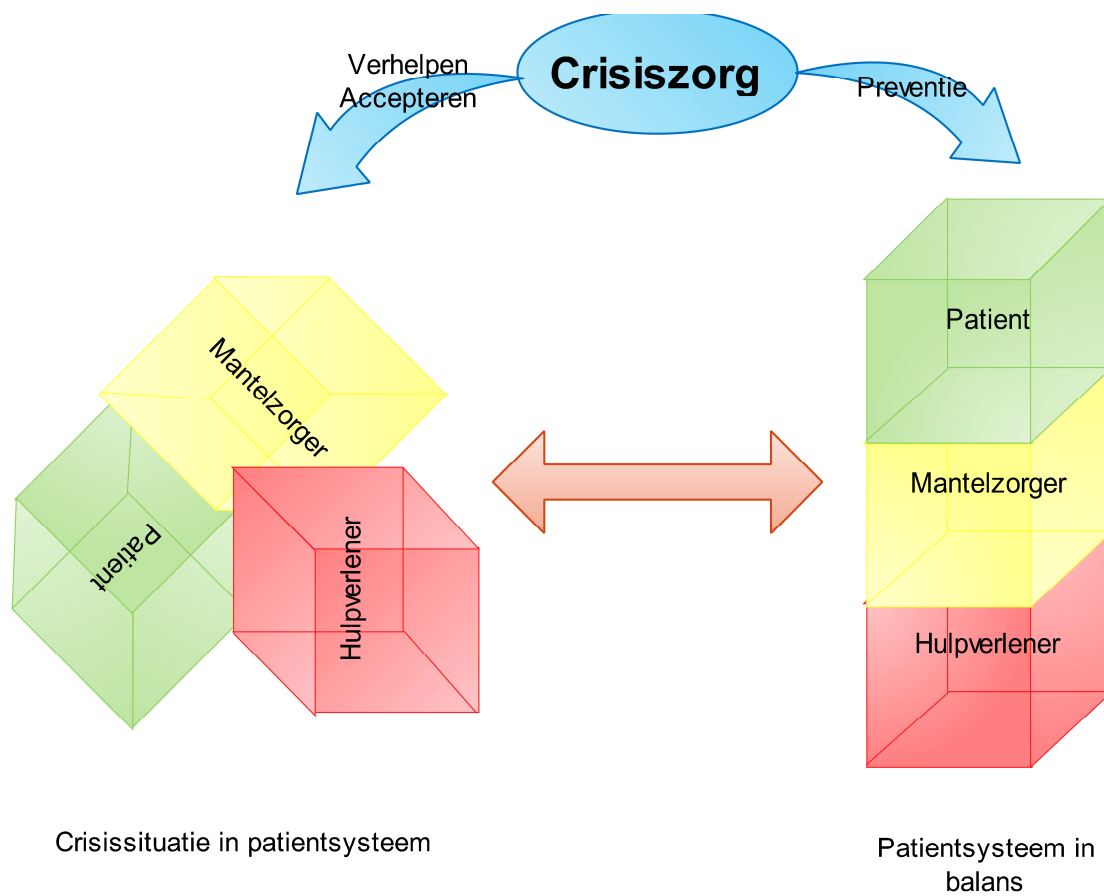 Crisiszorg
Verhelpen
Accepteren
Preventie
Mantelzorger
Patient
Hulpverlener
Patient
Mantelzorger
Hulpverlener
Crisissituatie in patientsysteem
Patientsysteem in
balans